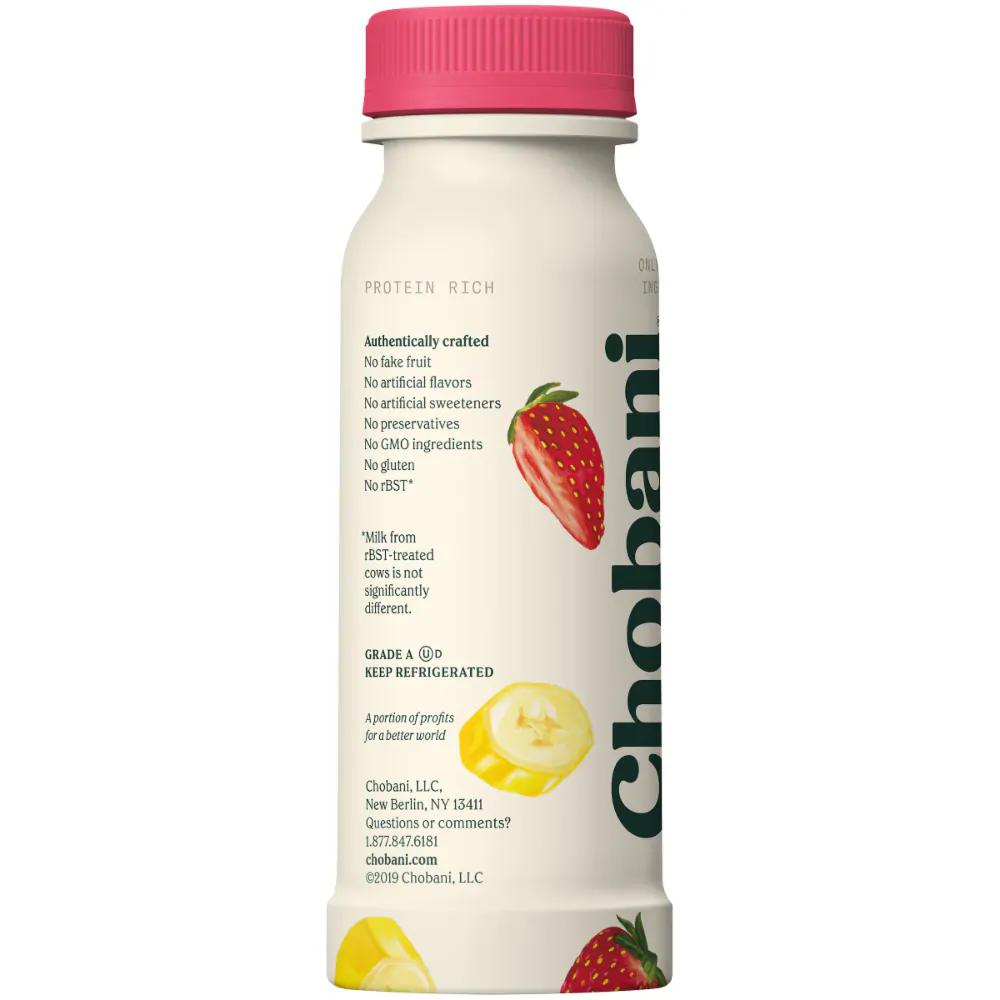 PROTEIN RICH
Authentically crafted
No fake fruit
No artificial flavors
No artificial sweeteners
No preservatives
No GMO ingredients
No gluten
No rBST*
*Milk from
rBST-treated
cows is not
significantly
different.
GRADE A Ⓤ D
KEEP REFRIGERATED
A portion of profits
for a better world
Chobani, LLC,
New Berlin, NY 13411
Questions or comments?
1.877.847.6181
chobani.com
©2019 Chobani, LLC
Chobani